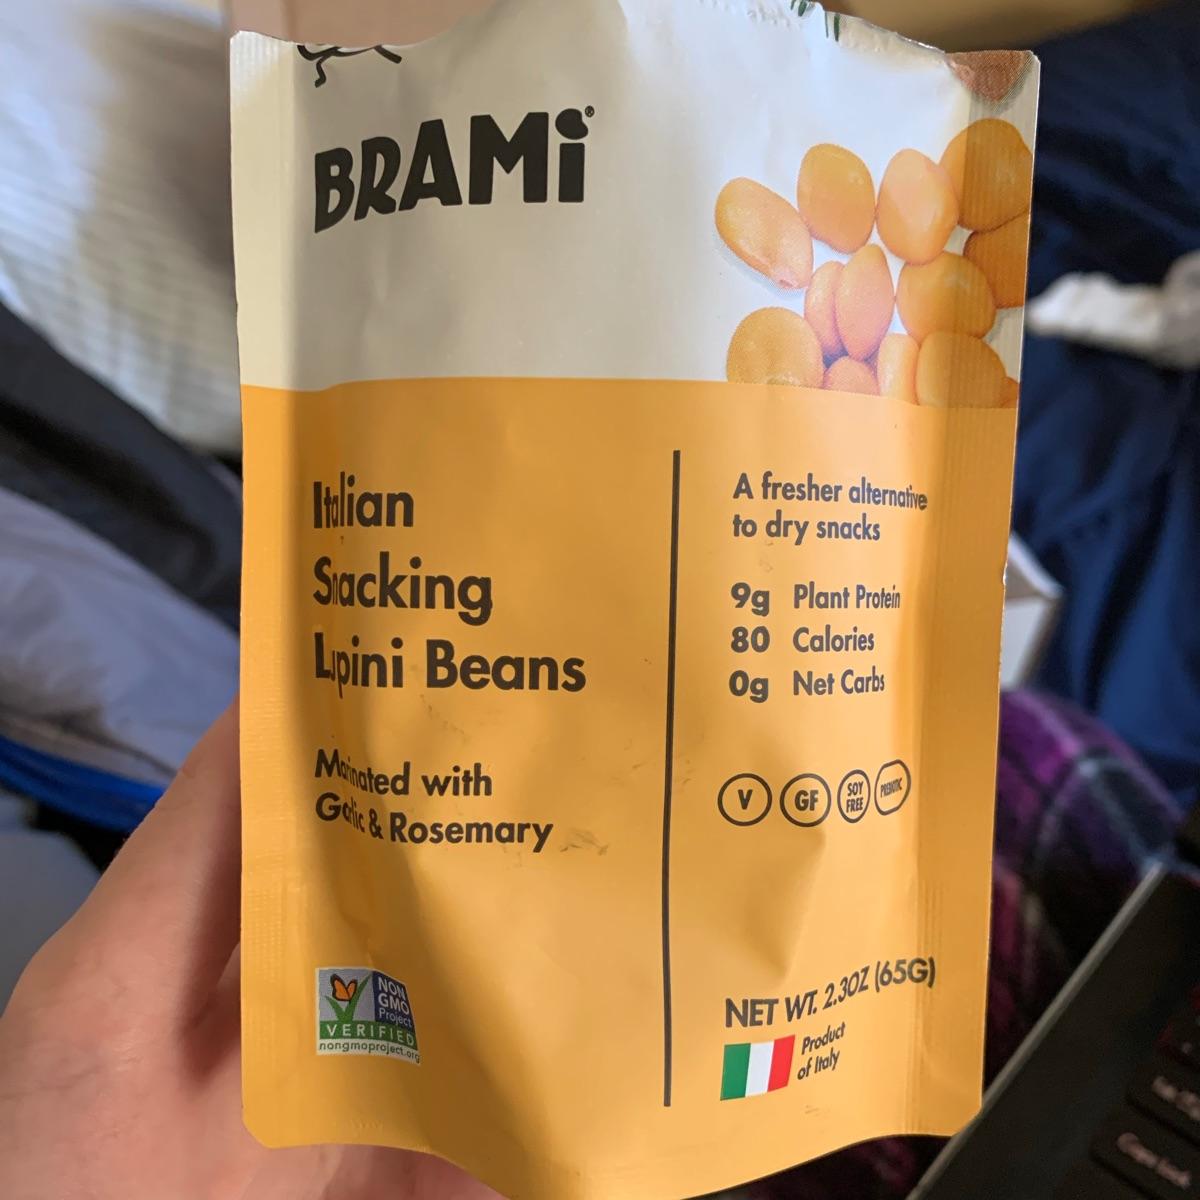 BRAMi®
Italian
Snacking
Lupini Beans
Marinated with
Garlic & Rosemary
A fresher alternative
to dry snacks
9g Plant Protein
80 Calories
0g Net Carbs
V
GF
SOY
FREE
PREBIOTIC
NON
GMO
Project
VERIFIED
nongmoproject.org
NET WT. 2.3OZ (65G)
Product
of Italy